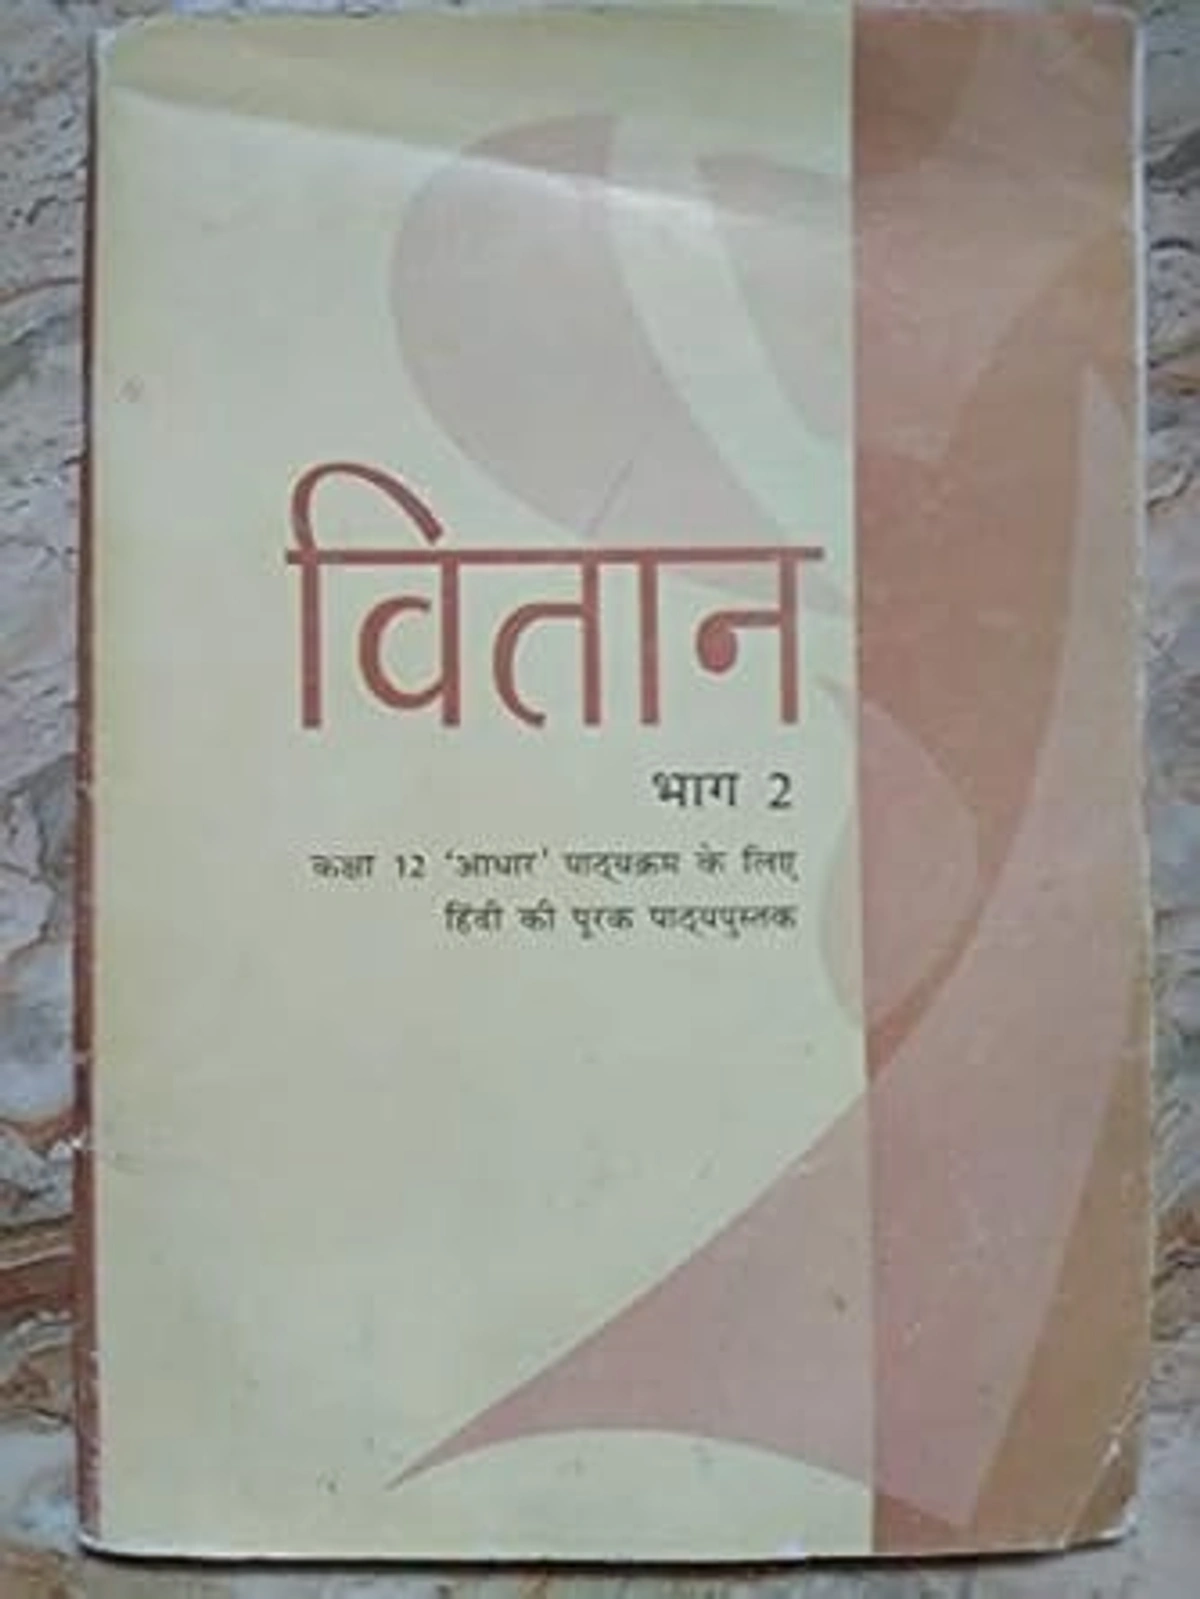 वितान
भाग 2
कक्षा 12 ‘आधार’ पाठ्यक्रम के लिए
हिंदी की पूरक पाठ्यपुस्तक